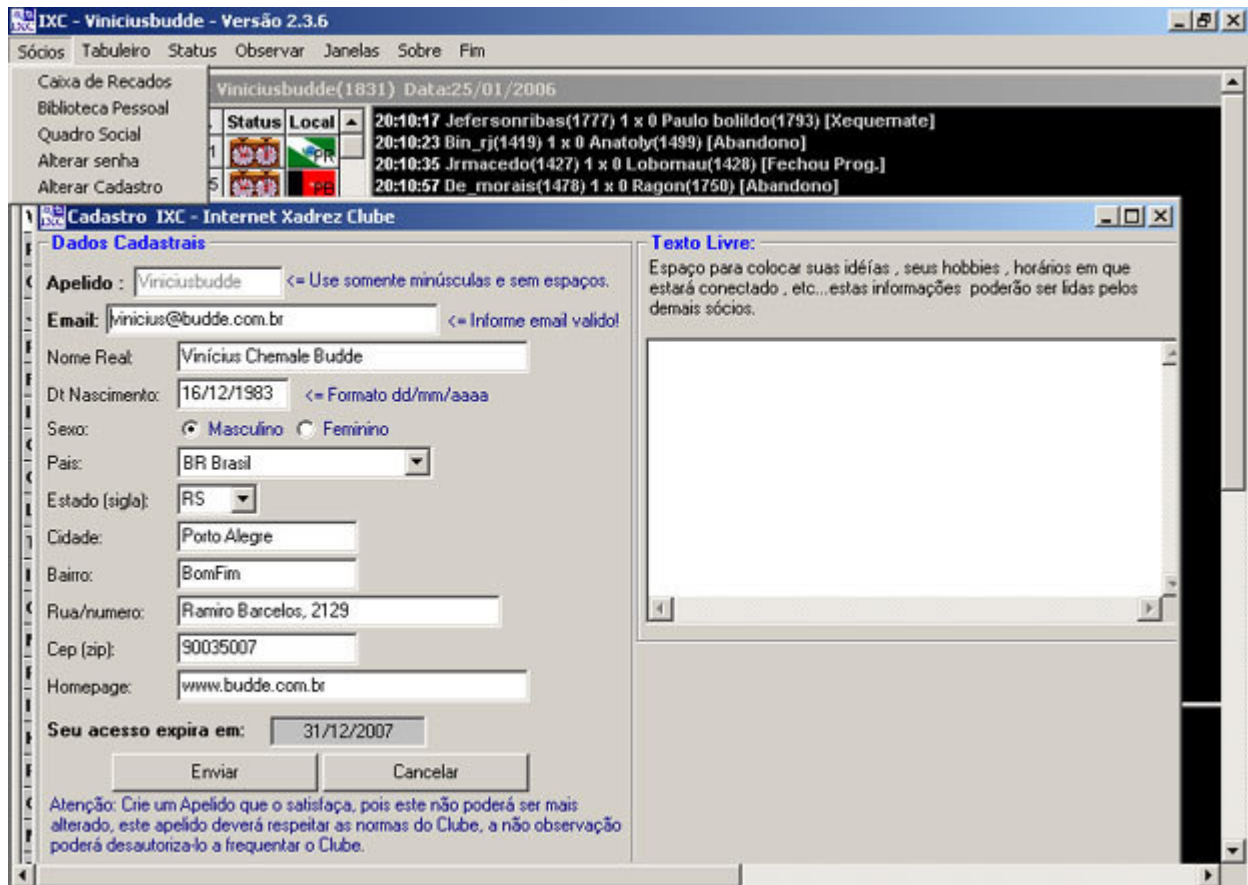 IXC - Viniciusbudde - Versão 2.3.6
Sócios Tabuleiro Status Observar Janelas Sobre Fim
Caixa de Recados
Biblioteca Pessoal
Quadro Social
Alterar senha
Alterar Cadastro
Viniciusbudde(1831) Data:25/01/2006
Status Local
PR
PB
20:10:17 Jefersonribas(1777) 1 x 0 Paulo bolildo(1793) [Xequemate]
20:10:23 Bin_rj(1419) 1 x 0 Anatoly(1499) [Abandono]
20:10:35 Jrmacedo(1427) 1 x 0 Lobornau(1428) [Fechou Prog.]
20:10:57 De_morais(1478) 1 x 0 Ragon(1750) [Abandono]
Cadastro IXC - Internet Xadrez Clube
Dados Cadastrais
Apelido : Viniciusbudde <= Use somente minúsculas e sem espaços.
Email: vinicius@budde.com.br <= Informe email valido!
Nome Real: Vinícius Chemale Budde
Dt Nascimento: 16/12/1983 <= Formato dd/mm/aaaa
Sexo: Masculino Feminino
Pais: BR Brasil
Estado (sigla): RS
Cidade: Porto Alegre
Bairro: BomFim
Rua/numero: Ramiro Barcelos, 2129
Cep (zip): 90035007
Homepage: www.budde.com.br
Seu acesso expira em: 31/12/2007
Enviar Cancelar
Atenção: Crie um Apelido que o satisfaça, pois este não poderá ser mais
alterado, este apelido deverá respeitar as normas do Clube, a não observação
poderá desautoriza-lo a frequentar o Clube.
Texto Livre:
Espaço para colocar suas idéías , seus hobbies , horários em que
estará conectado , etc...estas informações poderão ser lidas pelos
demais sócios.